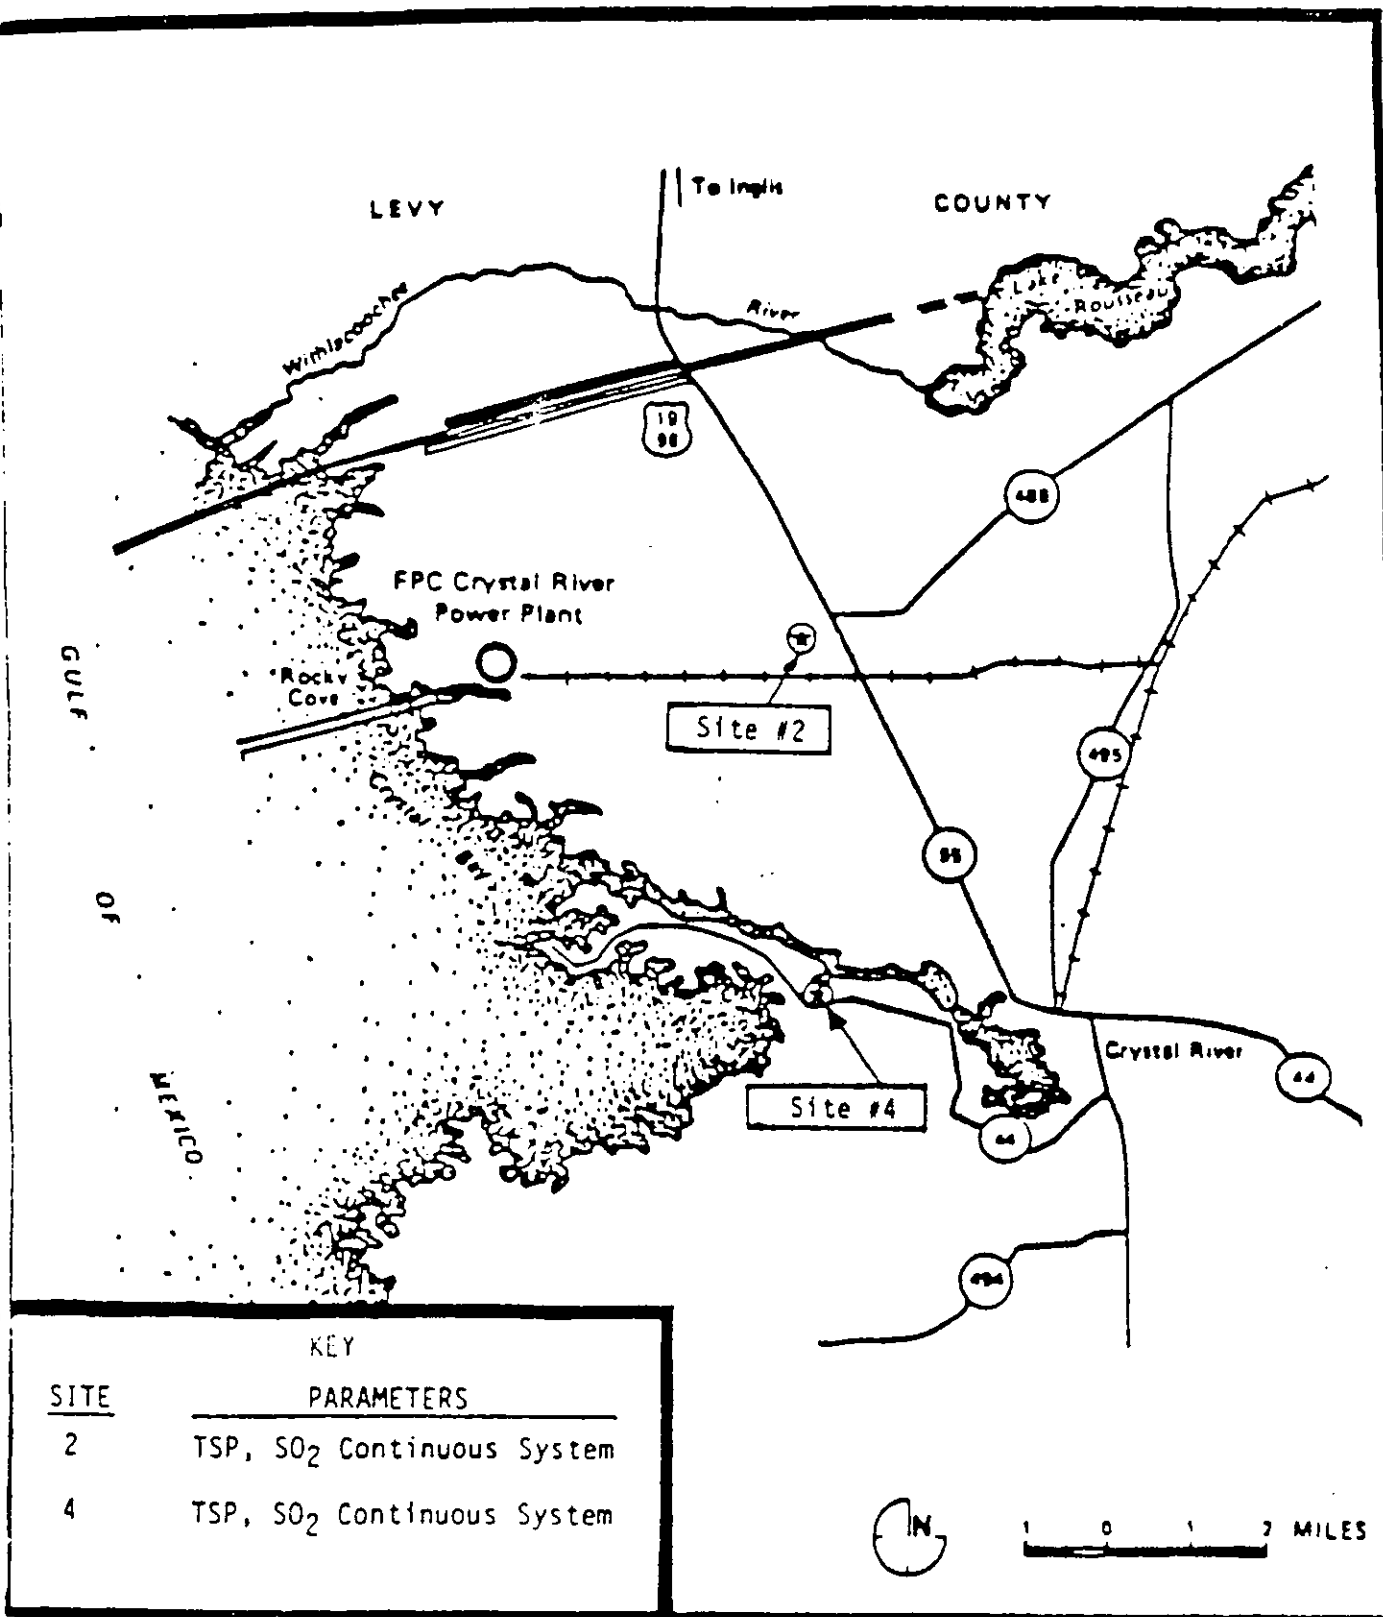 LEVY
COUNTY
To Inglis
Withlacoochee
River
Lake
Rousseau
19
98
488
FPC Crystal River
Power Plant
Rocky
Cove
Site #2
495
GULF
OF
MEXICO
Crystal
Bay
55
Site #4
Crystal River
44
44
494
KEY
SITE PARAMETERS
2 TSP, SO2 Continuous System
4 TSP, SO2 Continuous System
N
1 0 1 2 MILES